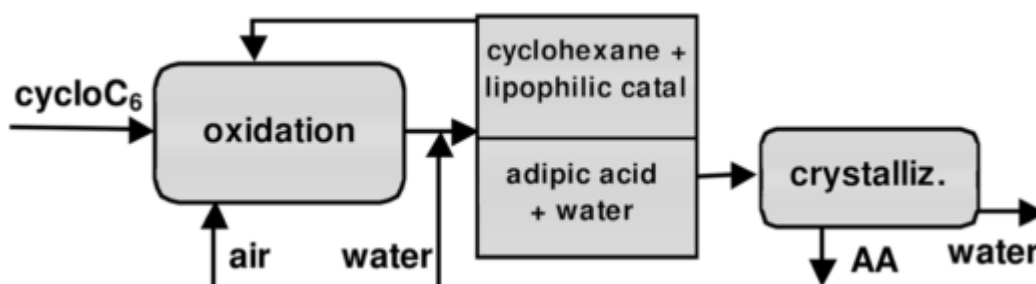 cycloC₆
oxidation
air
water
cyclohexane +
lipophilic catal
adipic acid
+ water
crystalliz.
AA
water